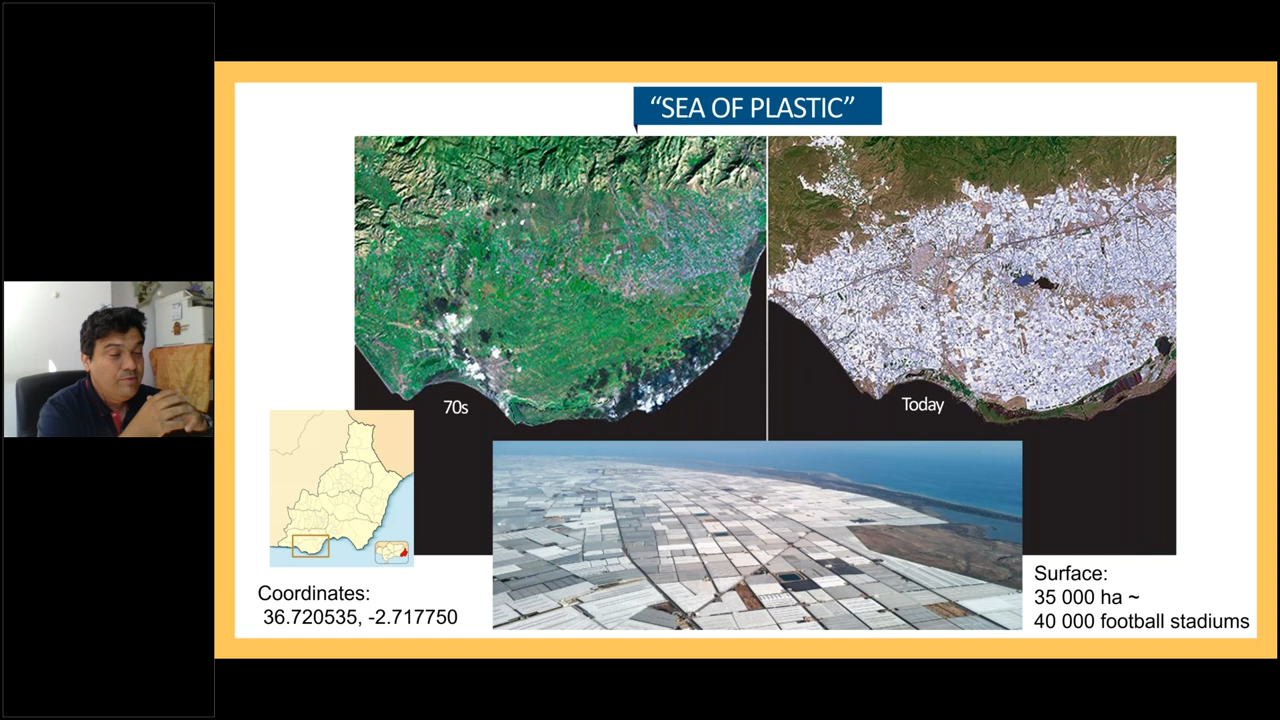 “SEA OF PLASTIC”
70s
Today
Coordinates:
36.720535, -2.717750
Surface:
35 000 ha ~
40 000 football stadiums